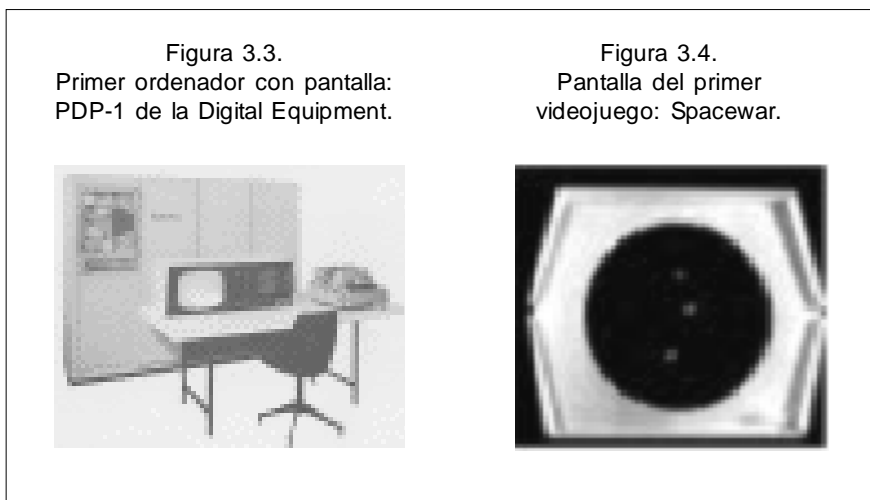 Figura 3.3.
Primer ordenador con pantalla:
PDP-1 de la Digital Equipment.
Figura 3.4.
Pantalla del primer
videojuego: Spacewar.